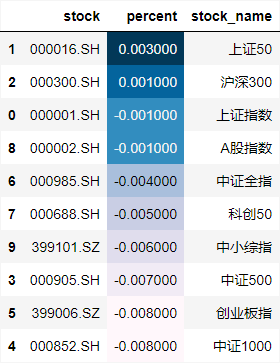 stock percent stock_name
1 000016.SH 0.003000 上证50
2 000300.SH 0.001000 沪深300
0 000001.SH -0.001000 上证指数
8 000002.SH -0.001000 A股指数
6 000985.SH -0.004000 中证全指
7 000688.SH -0.005000 科创50
9 399101.SZ -0.006000 中小综指
3 000905.SH -0.007000 中证500
5 399006.SZ -0.008000 创业板指
4 000852.SH -0.008000 中证1000